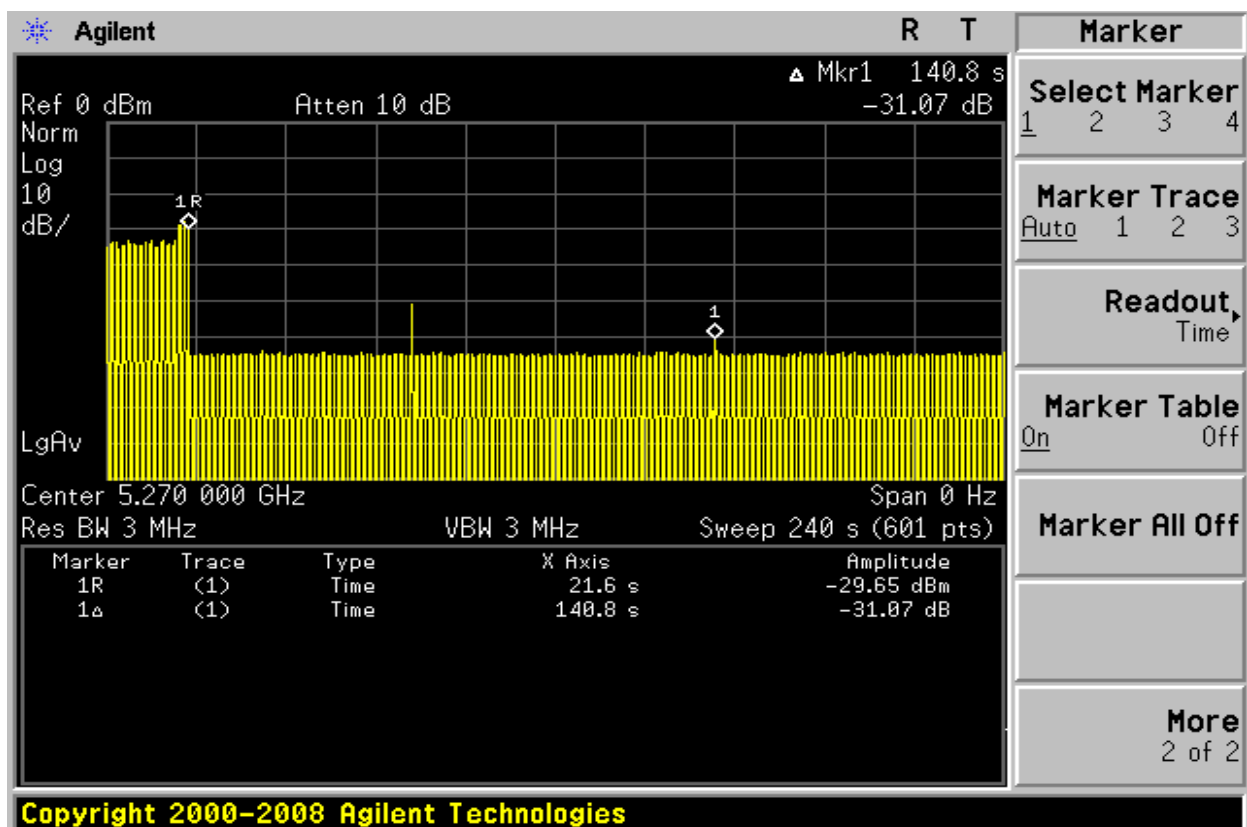 Agilent R T
Marker
Δ Mkr1 140.8 s
Ref 0 dBm Atten 10 dB −31.07 dB
Norm
Log
10
dB/
1R
1
LgAv
Center 5.270 000 GHz Span 0 Hz
Res BW 3 MHz VBW 3 MHz Sweep 240 s (601 pts)
Marker Trace Type X Axis Amplitude
1R (1) Time 21.6 s −29.65 dBm
1Δ (1) Time 140.8 s −31.07 dB
Select Marker
1 2 3 4
Marker Trace
Auto 1 2 3
Readout
Time
Marker Table
On Off
Marker All Off
More
2 of 2
Copyright 2000–2008 Agilent Technologies